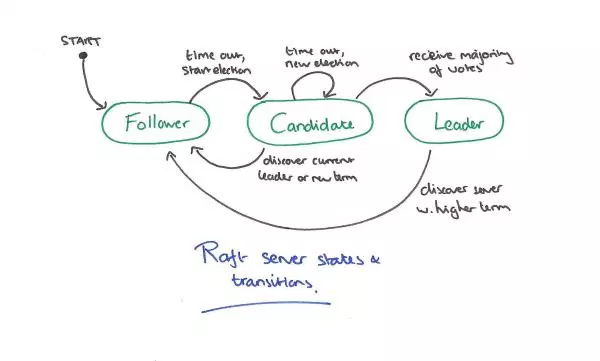 START
time out,
start election
time out,
new election
receive majority
of votes
Follower
Candidate
Leader
discover current
leader or new term
discover server
w. higher term
Raft server states &
transitions.